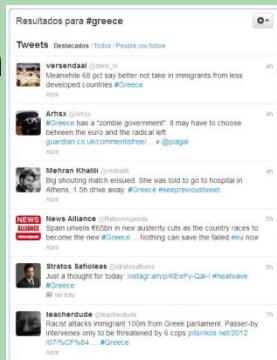 Resultados para #greece
Tweets Destacados / Todos / People you follow
versendaal @denk_ik 4h
Meanwhile 68 pct say better not take in immigrants from less
developed countries #Greece
Abrir
Arhsx @Arhsx 4h
#Greece has a "zombie government". It may have to choose
between the euro and the radical left
guardian.co.uk/commentisfree/… v @plagal
Abrir
Mehran Khalili @mkhalili 4h
Big shouting match ensued. She was told to go to hospital in
Athens, 1.5h drive away. #Greece #seeprevioustweet
Abrir
NEWS
ALLIANCE
News Alliance @ReformAgenda 5h
Spain unveils €65bn in new austerity cuts as the country races to
become the new #Greece… Nothing can save the failed #eu now
Abrir
Stratos Safioleas @stratosathens 5h
Just a thought for today: #heatwave
#Greece
Ver foto
teacherdude @teacherdude 7h
Racist attacks immigrant 100m from Greek parliament. Passer-by
intervenes only to be threatened by 6 cops pitsirikos.net/2012
/07/%CF%84… #Greece
Abrir